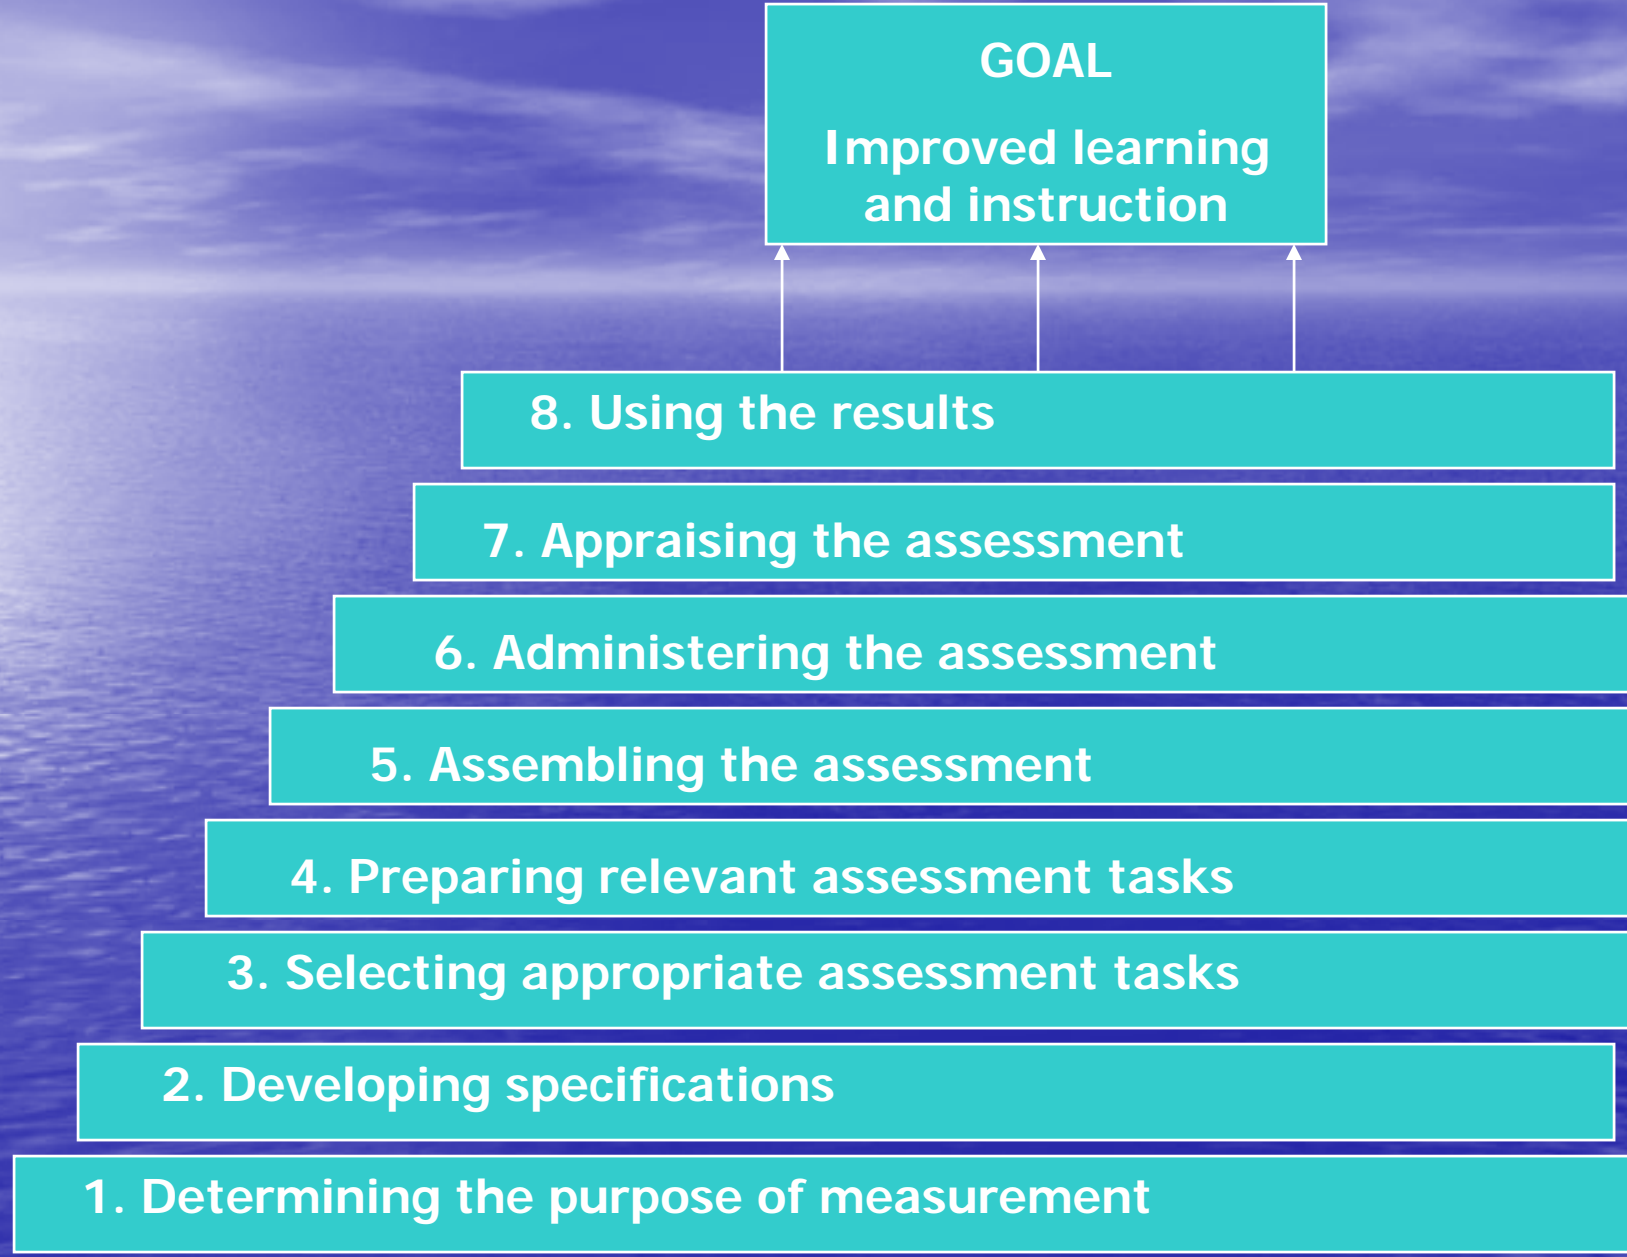 GOAL
Improved learning
and instruction
8. Using the results
7. Appraising the assessment
6. Administering the assessment
5. Assembling the assessment
4. Preparing relevant assessment tasks
3. Selecting appropriate assessment tasks
2. Developing specifications
1. Determining the purpose of measurement